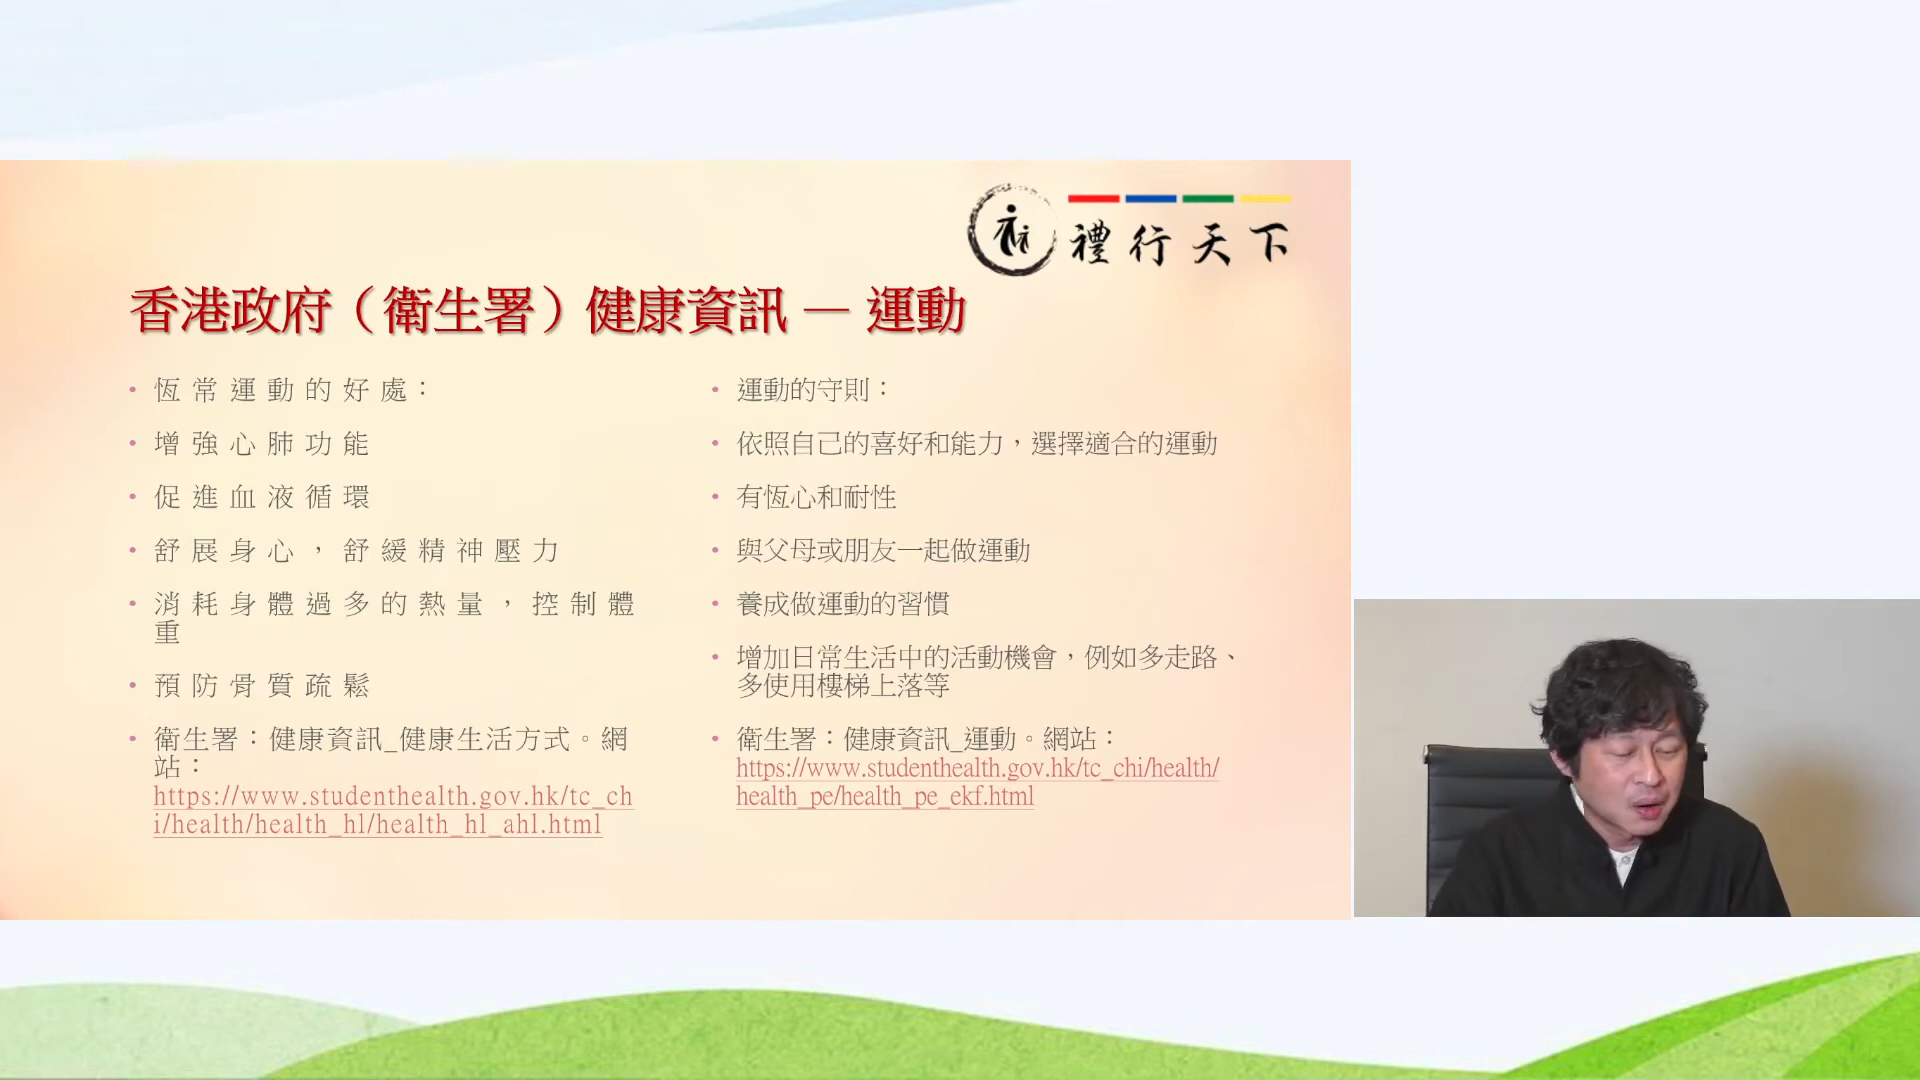 禮行天下
香港政府（衛生署）健康資訊 — 運動
• 恆常運動的好處：
• 增強心肺功能
• 促進血液循環
• 舒展身心，舒緩精神壓力
• 消耗身體過多的熱量，控制體
重
• 預防骨質疏鬆
• 衛生署：健康資訊_健康生活方式。網
站：
https://www.studenthealth.gov.hk/tc_ch
i/health/health_hl/health_hl_ahl.html
• 運動的守則：
• 依照自己的喜好和能力，選擇適合的運動
• 有恆心和耐性
• 與父母或朋友一起做運動
• 養成做運動的習慣
• 增加日常生活中的活動機會，例如多走路、
多使用樓梯上落等
• 衛生署：健康資訊_運動。網站：
https://www.studenthealth.gov.hk/tc_chi/health/
health_pe/health_pe_ekf.html